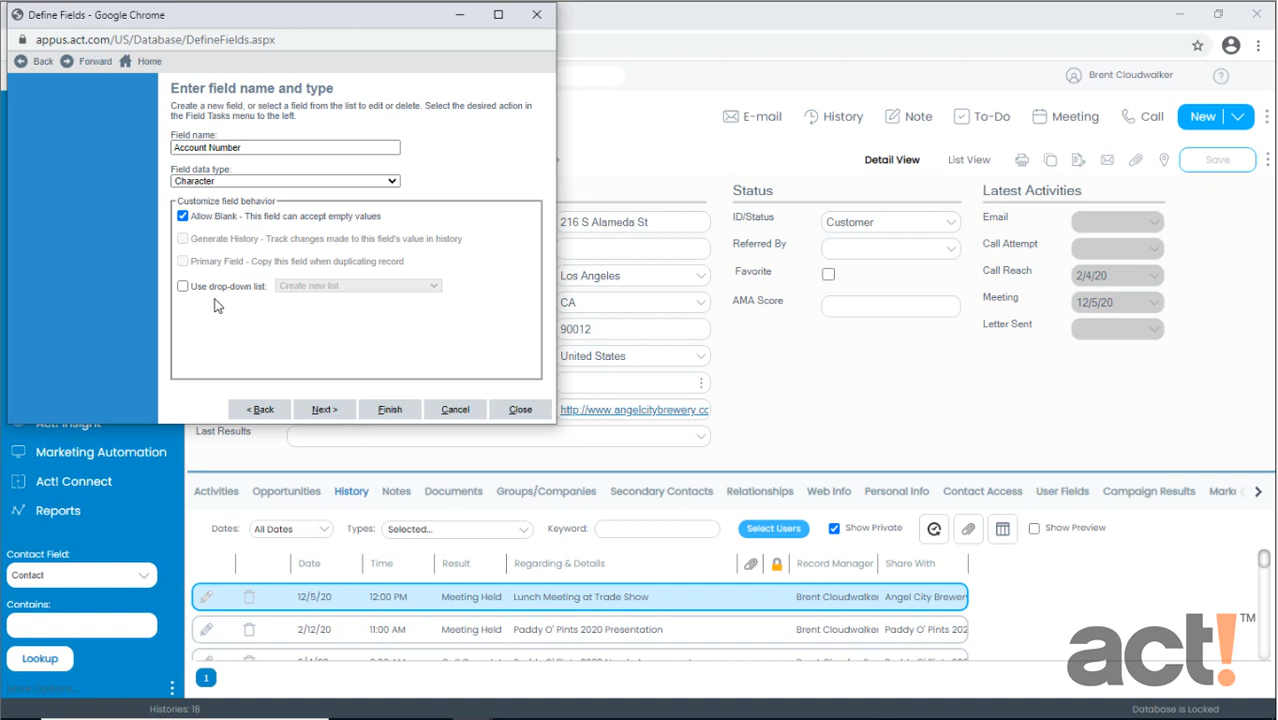 Define Fields - Google Chrome
appus.act.com/US/Database/DefineFields.aspx
Back Forward Home
Enter field name and type
Create a new field, or select a field from the list to edit or delete. Select the desired action in
the Field Tasks menu to the left.
Field name:
Account Number
Field data type:
Character
Customize field behavior
Allow Blank - This field can accept empty values
Generate History - Track changes made to this field's value in history
Primary Field - Copy this field when duplicating record
Use drop-down list: Create new list
< Back Next > Finish Cancel Close
Brent Cloudwalker
E-mail History Note To-Do Meeting Call New
Detail View List View Save
216 S Alameda St
Los Angeles
CA
90012
United States
http://www.angelcitybrewery.cc
Last Results
Status
ID/Status Customer
Referred By
Favorite
AMA Score
Latest Activities
Email
Call Attempt
Call Reach 2/4/20
Meeting 12/5/20
Letter Sent
Act! Insight
Marketing Automation
Act! Connect
Reports
Contact Field:
Contact
Contains:
Lookup
Activities Opportunities History Notes Documents Groups/Companies Secondary Contacts Relationships Web Info Personal Info Contact Access User Fields Campaign Results Marke
Dates: All Dates Types: Selected... Keyword: Select Users Show Private Show Preview
Date Time Result Regarding & Details Record Manager Share With
12/5/20 12:00 PM Meeting Held Lunch Meeting at Trade Show Brent Cloudwalker Angel City Brewer
2/12/20 11:00 AM Meeting Held Paddy O' Pints 2020 Presentation Brent Cloudwalker Paddy O' Pints 202
1
act! TM
Histories: 18
Database is Locked